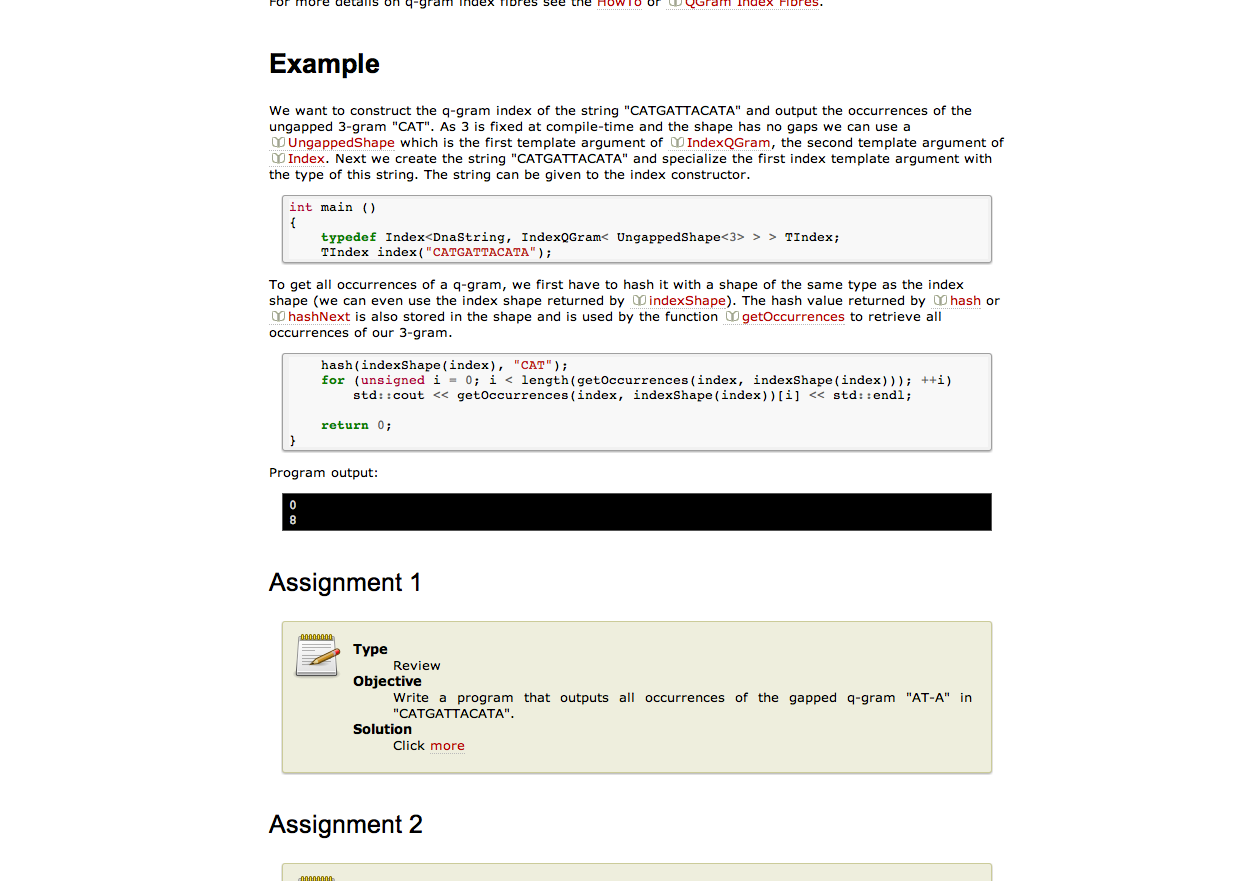 For more details on q-gram index fibres see the HowTo or QGram Index Fibres.
Example
We want to construct the q-gram index of the string "CATGATTACATA" and output the occurrences of the
ungapped 3-gram "CAT". As 3 is fixed at compile-time and the shape has no gaps we can use a
UngappedShape which is the first template argument of IndexQGram, the second template argument of
Index. Next we create the string "CATGATTACATA" and specialize the first index template argument with
the type of this string. The string can be given to the index constructor.
int main ()
{
    typedef Index<DnaString, IndexQGram< UngappedShape<3> > > TIndex;
    TIndex index("CATGATTACATA");
To get all occurrences of a q-gram, we first have to hash it with a shape of the same type as the index
shape (we can even use the index shape returned by indexShape). The hash value returned by hash or
hashNext is also stored in the shape and is used by the function getOccurrences to retrieve all
occurrences of our 3-gram.
    hash(indexShape(index), "CAT");
    for (unsigned i = 0; i < length(getOccurrences(index, indexShape(index))); ++i)
        std::cout << getOccurrences(index, indexShape(index))[i] << std::endl;
    return 0;
}
Program output:
0
8
Assignment 1
Type
Review
Objective
Write a program that outputs all occurrences of the gapped q-gram "AT-A" in
"CATGATTACATA".
Solution
Click more
Assignment 2